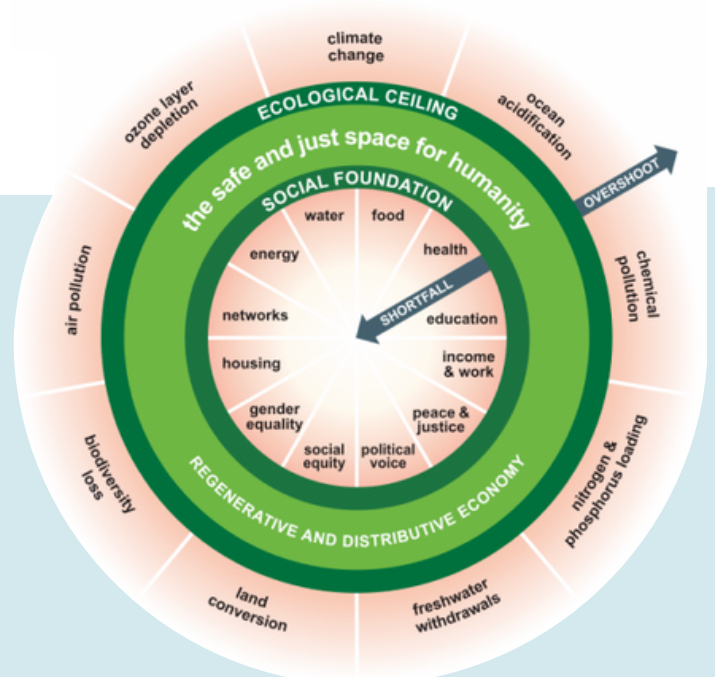 climate
change
ocean
acidification
chemical
pollution
nitrogen &
phosphorus loading
freshwater
withdrawals
land
conversion
biodiversity
loss
air pollution
ozone layer
depletion
OVERSHOOT
ECOLOGICAL CEILING
the safe and just space for humanity
SOCIAL FOUNDATION
water
food
health
SHORTFALL
education
income
& work
peace &
justice
political
voice
social
equity
gender
equality
housing
networks
energy
REGENERATIVE AND DISTRIBUTIVE ECONOMY